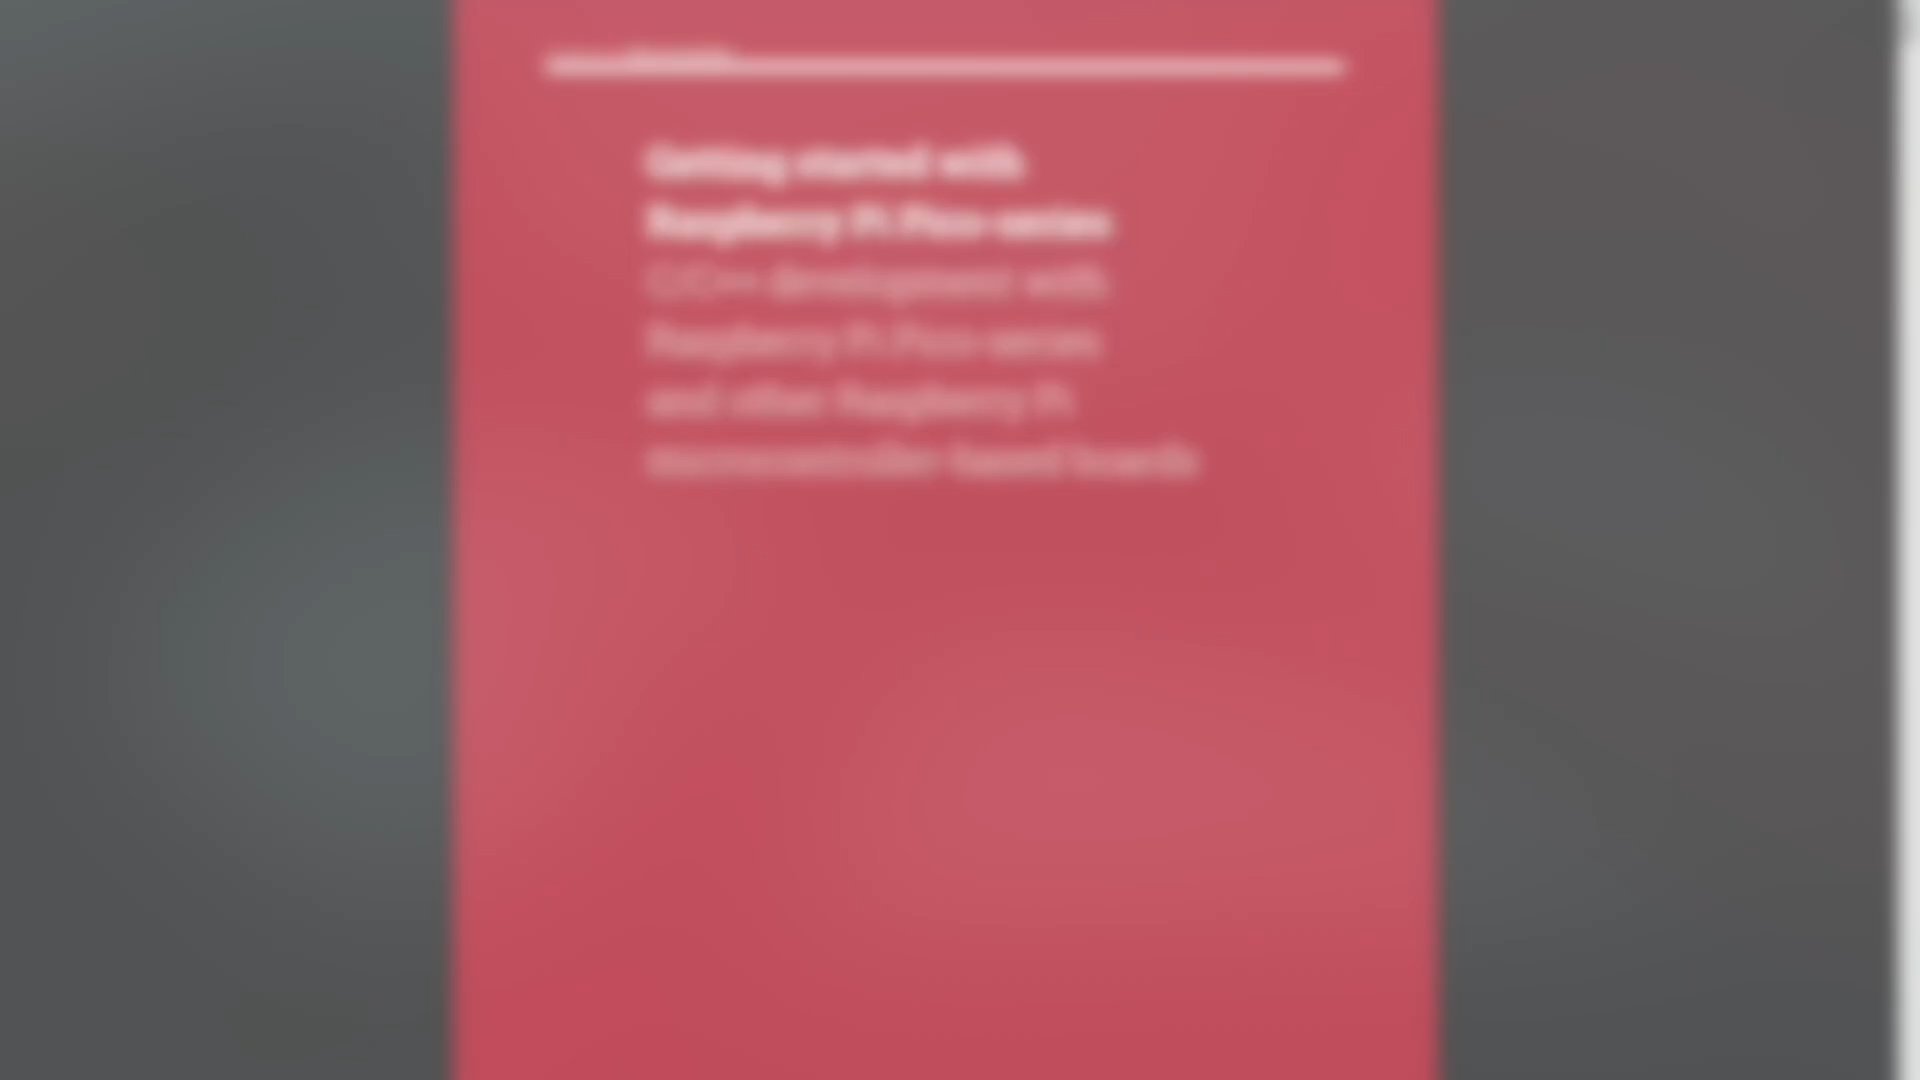 Getting started with
Raspberry Pi Pico-series
C/C++ development with
Raspberry Pi Pico-series
and other Raspberry Pi
microcontroller-based boards